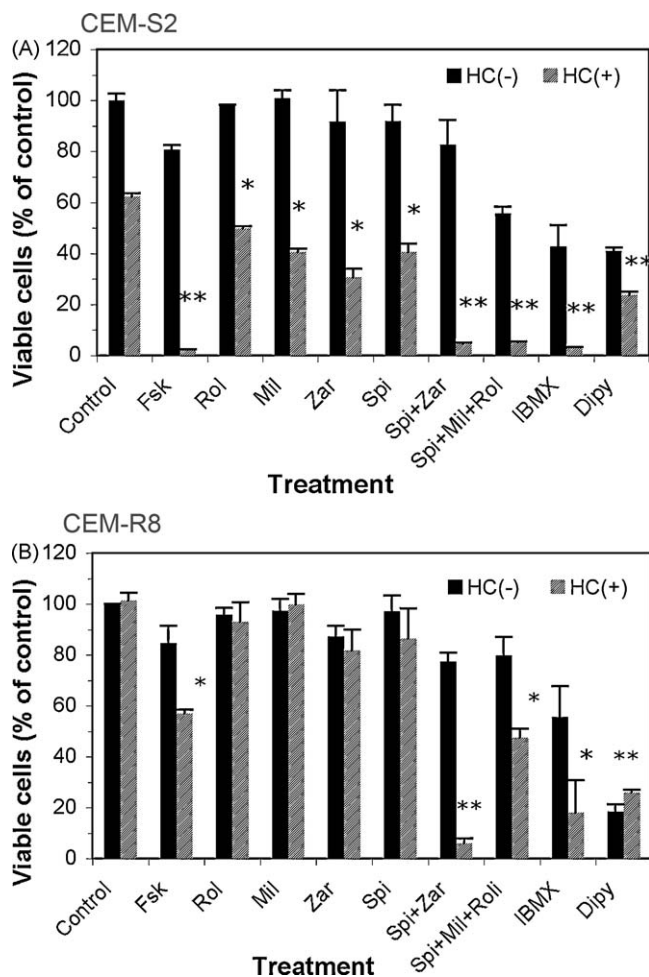 CEM-S2
(A)
120
100
80
60
40
20
0
Viable cells (% of control)
HC(-) HC(+)
**
*
*
*
*
**
**
**
**
Control Fsk Rol Mil Zar Spi Spi+Zar Spi+Mil+Rol IBMX Dipy
Treatment
CEM-R8
(B)
120
100
80
60
40
20
0
Viable cells (% of control)
HC(-) HC(+)
*
**
*
*
**
Control Fsk Rol Mil Zar Spi Spi+Zar Spi+Mil+Roli IBMX Dipy
Treatment